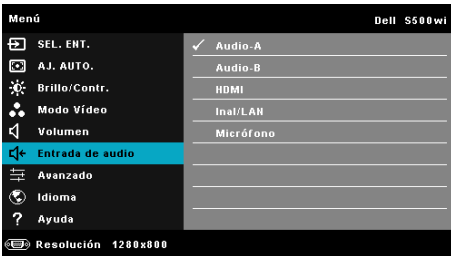 Menú Dell S500wi
SEL. ENT.
AJ. AUTO.
Brillo/Contr.
Modo Vídeo
Volumen
Entrada de audio
Avanzado
Idioma
Ayuda
Audio-A
Audio-B
HDMI
Inal/LAN
Micrófono
Resolución 1280x800